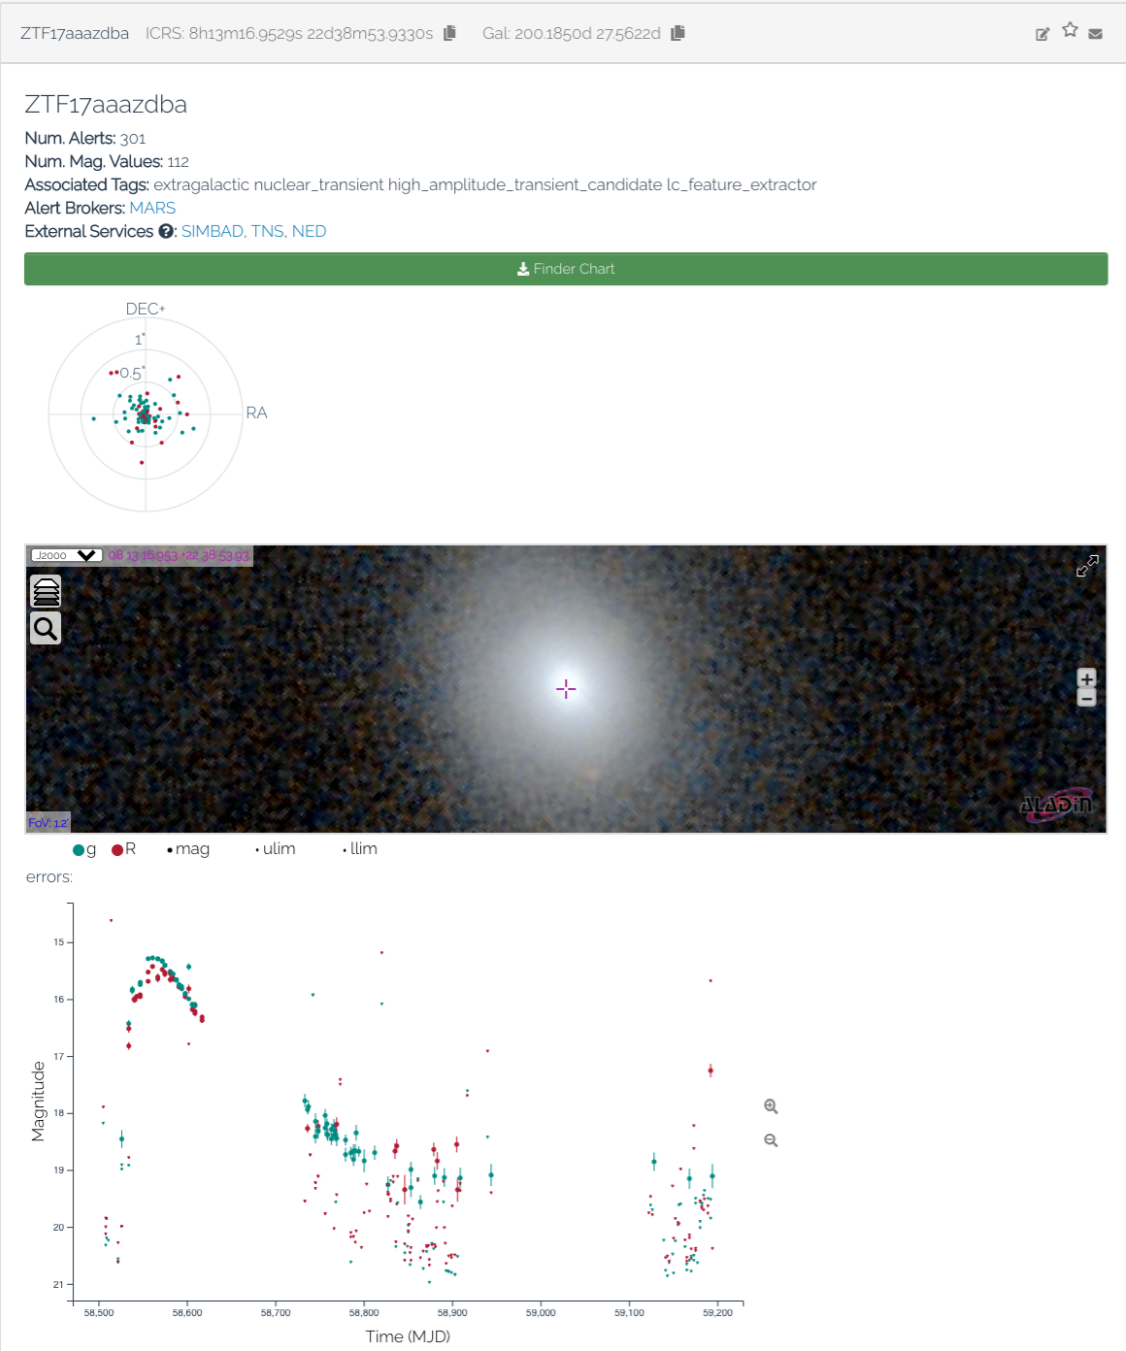 ZTF17aaazdba ICRS: 8h13m16.9529s 22d38m53.9330s Gal: 200.1850d 27.5622d
ZTF17aaazdba
Num. Alerts: 301
Num. Mag. Values: 112
Associated Tags: extragalactic nuclear_transient high_amplitude_transient_candidate lc_feature_extractor
Alert Brokers: MARS
External Services ?: SIMBAD, TNS, NED
Finder Chart
DEC+
1"
0.5"
RA
J2000 08 13 16.953 +22 38 53.93
ALADIN
FoV: 1.2'
g R mag ulim llim
errors:
15
16
17
18
19
20
21
Magnitude
58,500 58,600 58,700 58,800 58,900 59,000 59,100 59,200
Time (MJD)